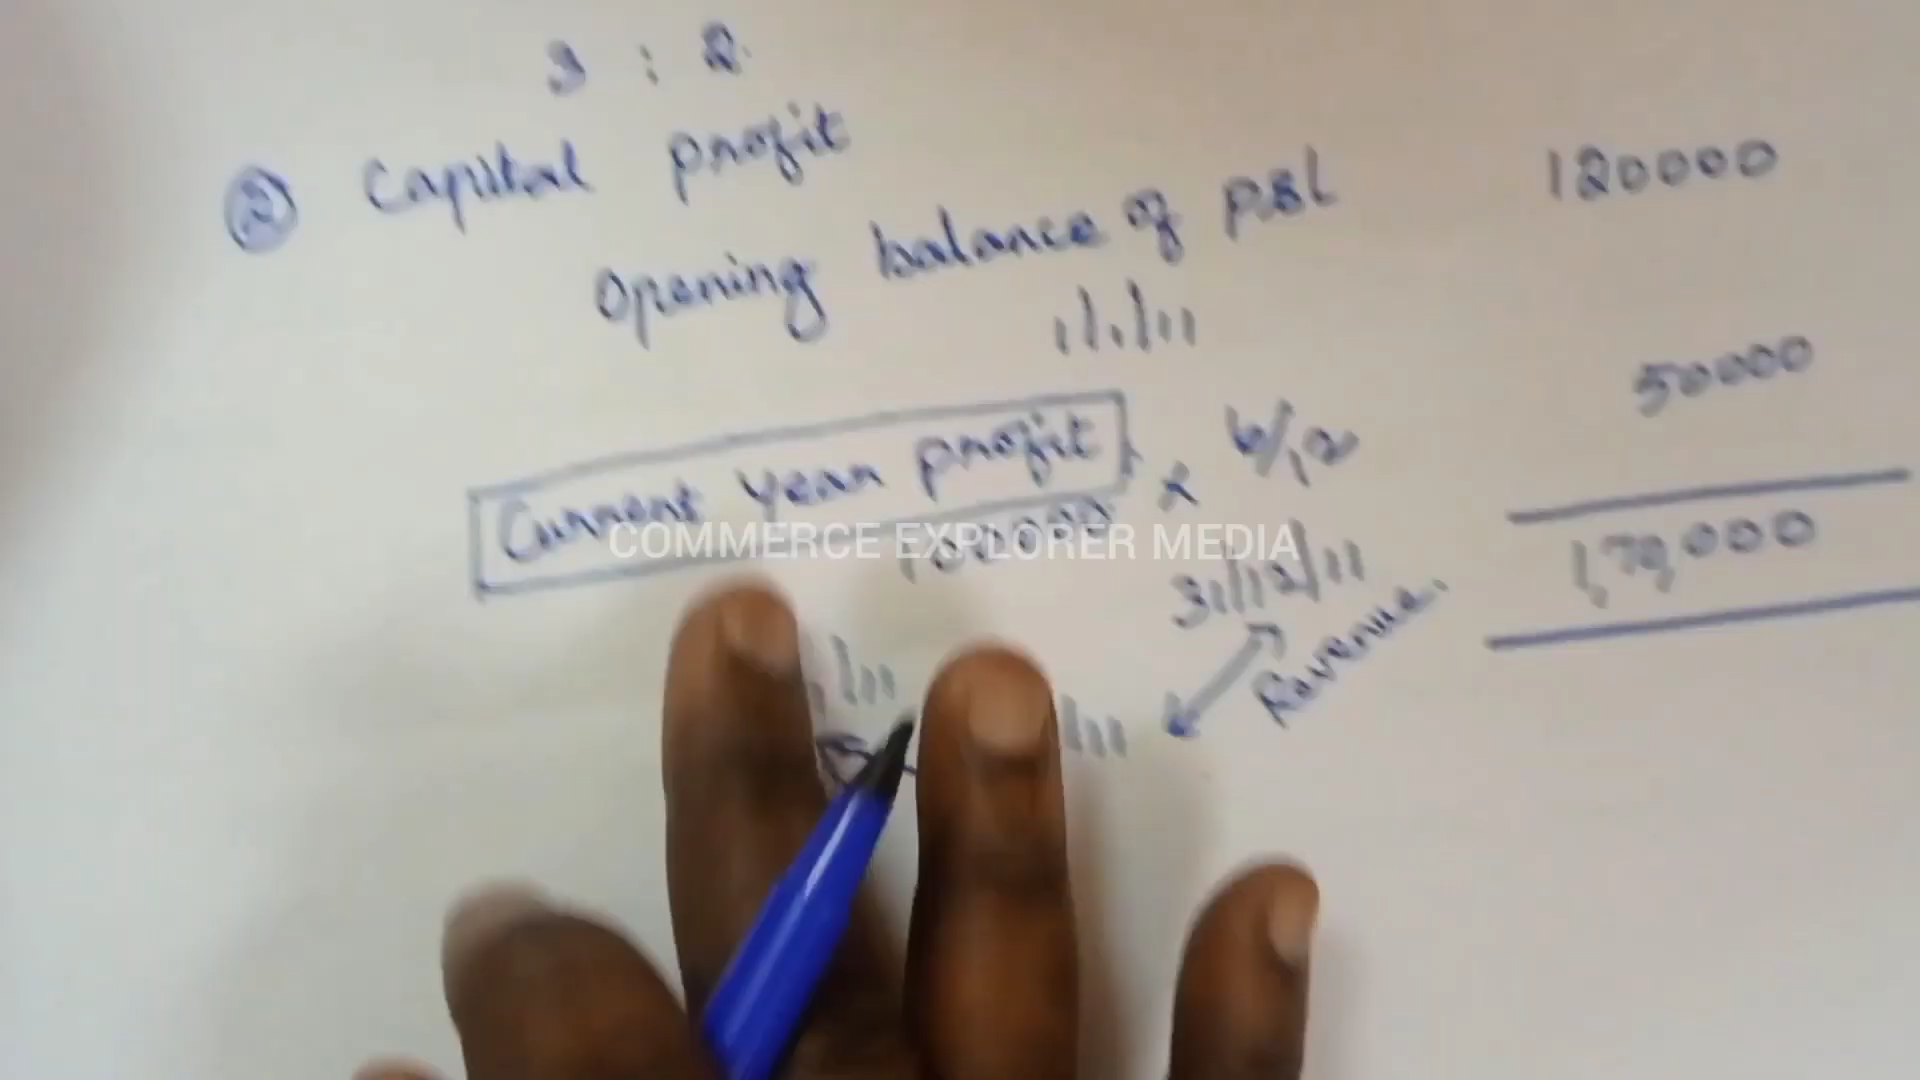 3 : 2
② Capital profit
Opening balance of P&L 120000
1/1/11
50000
Current year profit x 6/12
100000
COMMERCE EXPLORER MEDIA
1,70,000
31/12/11
Revenue.